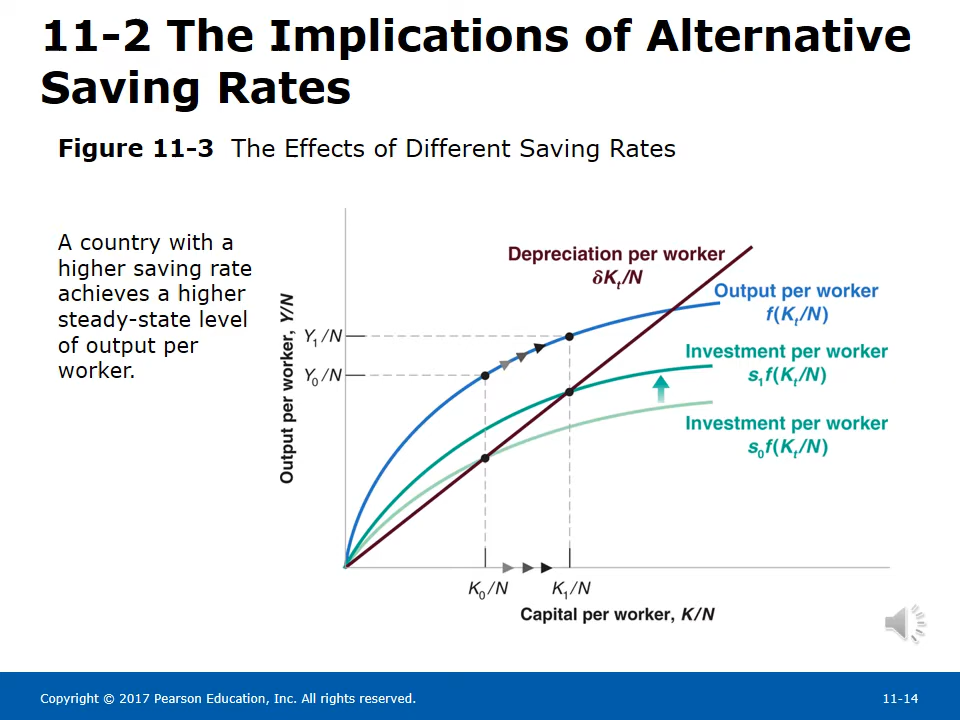 11-2 The Implications of Alternative
Saving Rates
Figure 11-3 The Effects of Different Saving Rates
A country with a
higher saving rate
achieves a higher
steady-state level
of output per
worker.
Output per worker, Y/N
Depreciation per worker
δKₜ/N
Output per worker
f(Kₜ/N)
Y₁/N
Investment per worker
s₁f(Kₜ/N)
Y₀/N
Investment per worker
s₀f(Kₜ/N)
K₀/N
K₁/N
Capital per worker, K/N
Copyright © 2017 Pearson Education, Inc. All rights reserved.
11-14